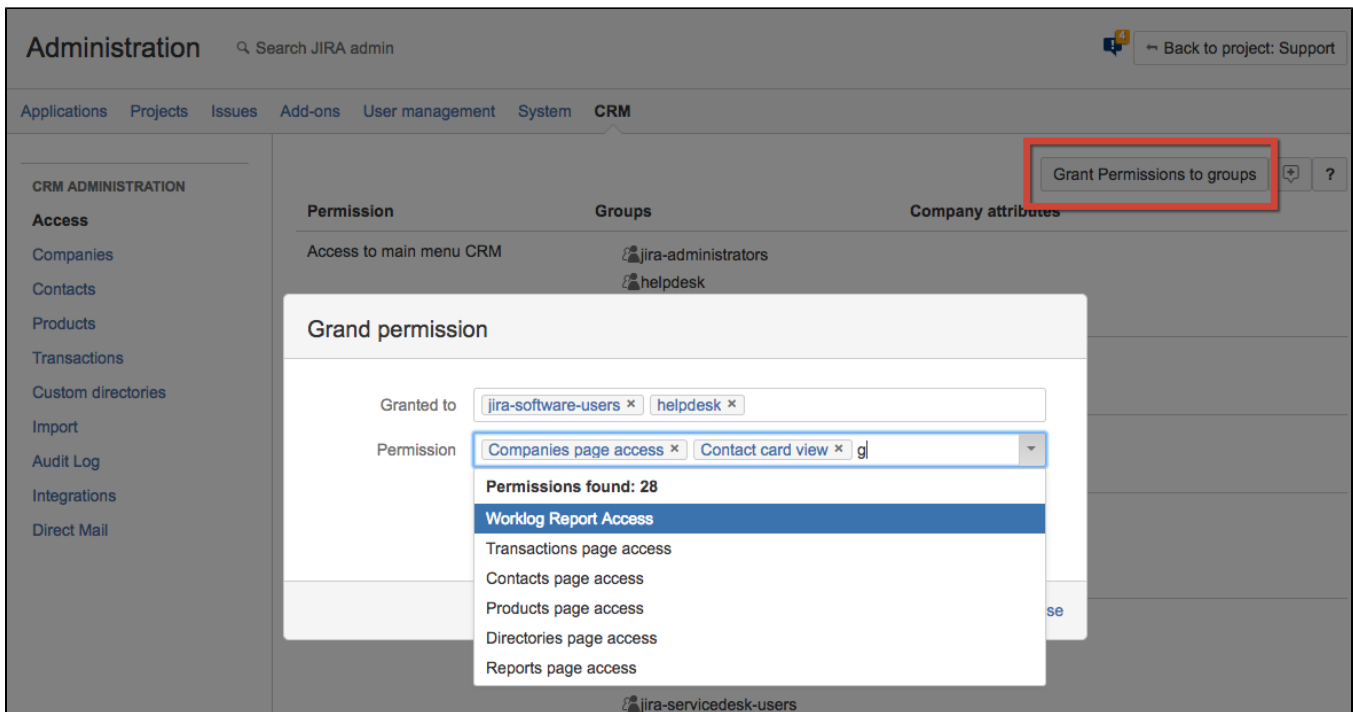 Administration
Search JIRA admin
4
Back to project: Support
Applications Projects Issues Add-ons User management System CRM
Grant Permissions to groups ?
CRM ADMINISTRATION
Access
Companies
Contacts
Products
Transactions
Custom directories
Import
Audit Log
Integrations
Direct Mail
Permission Groups Company attributes
Access to main menu CRM jira-administrators
helpdesk
Grand permission
Granted to jira-software-users × helpdesk ×
Permission Companies page access × Contact card view × g
Permissions found: 28
Worklog Report Access
Transactions page access
Contacts page access
Products page access
Directories page access
Reports page access
se
jira-servicedesk-users